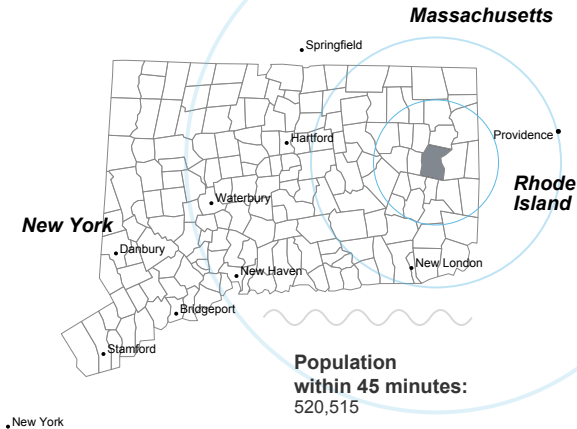 Massachusetts
Springfield
Providence
Hartford
Rhode
Island
Waterbury
New York
Danbury
New London
New Haven
Bridgeport
Stamford
Population
within 45 minutes:
520,515
New York